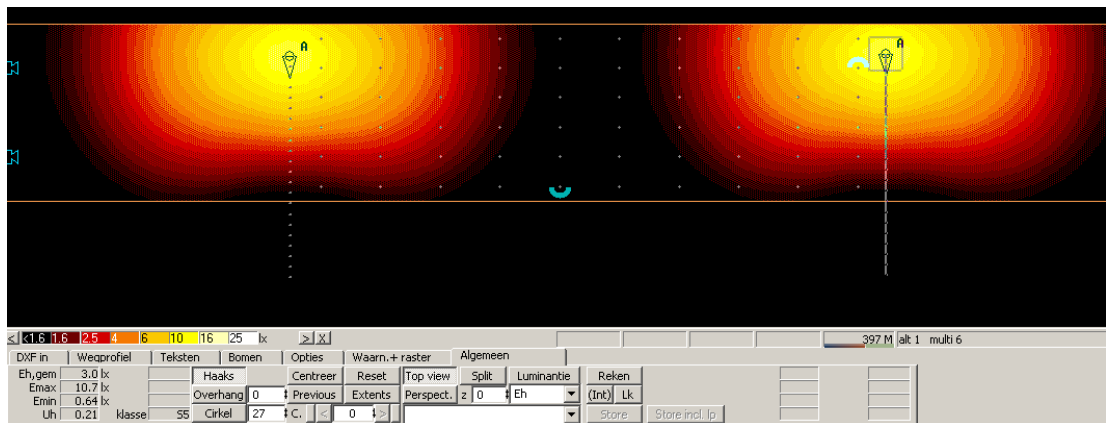 A A
< <1.6 1.6 2.5 4 6 10 16 25 lx > X 397 M alt 1 multi 6
DXF in Wegprofiel Teksten Bomen Opties Waarn.+ raster Algemeen
Eh,gem 3.0 lx Haaks Centreer Reset Top view Split Luminantie Reken
Emax 10.7 lx Overhang 0 Previous Extents Perspect. z 0 Eh (Int) Lk
Emin 0.64 lx
Uh 0.21 klasse S5 Cirkel 27 C. < 0 > Store Store incl. lp